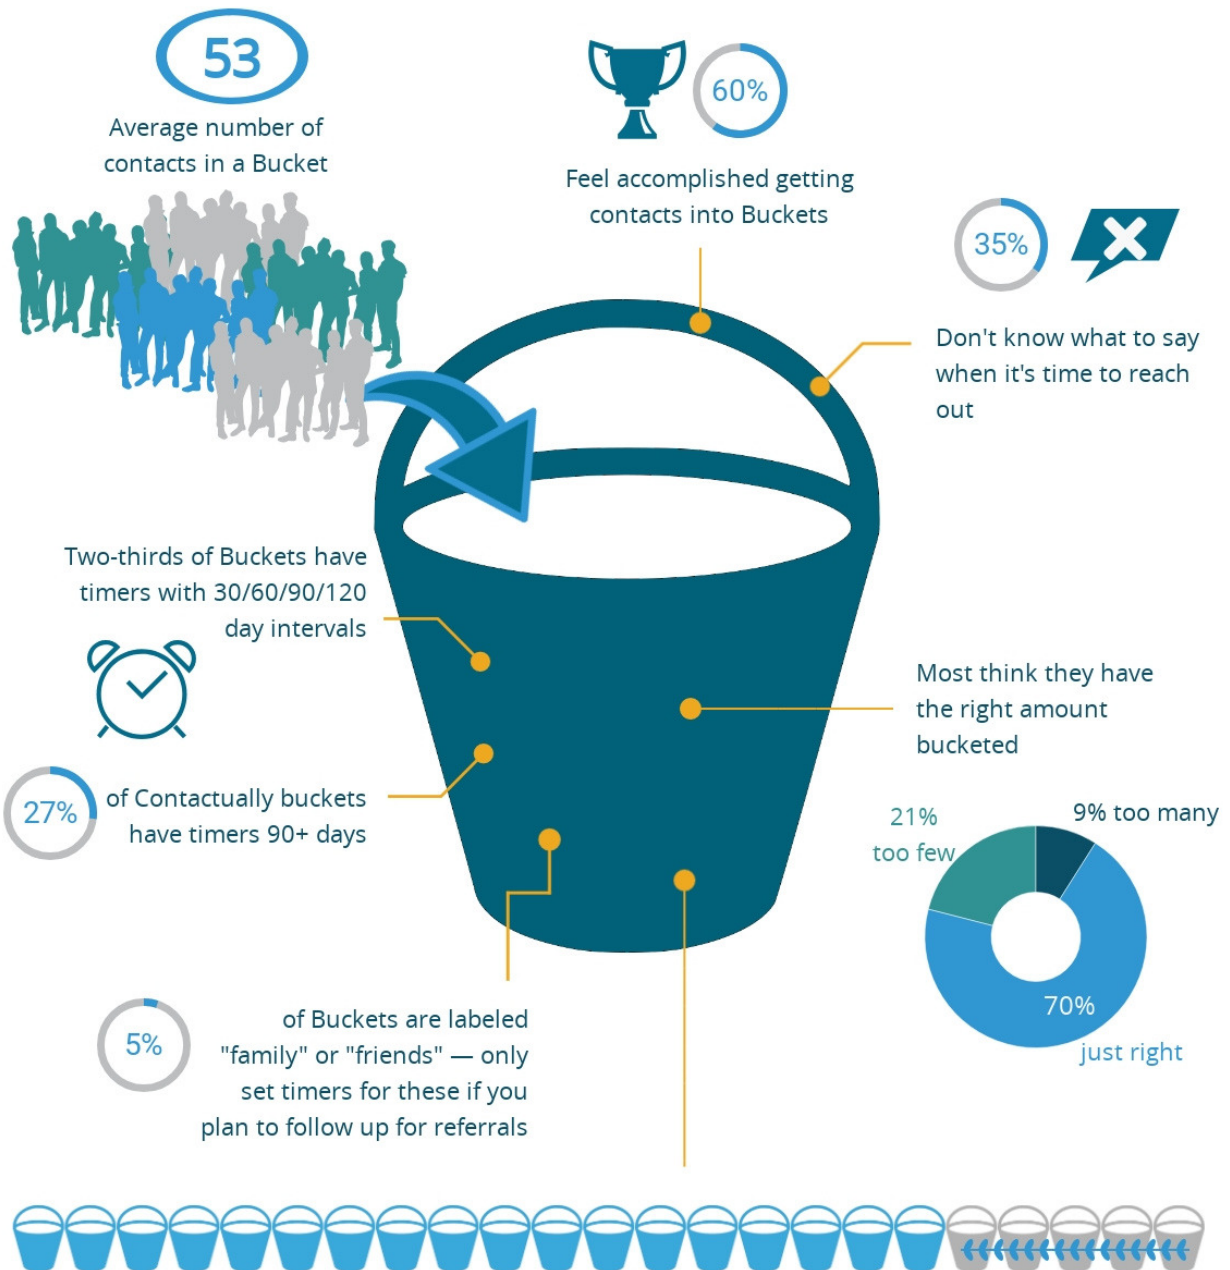 53
Average number of
contacts in a Bucket
60%
Feel accomplished getting
contacts into Buckets
35%
Don't know what to say
when it's time to reach
out
Two-thirds of Buckets have
timers with 30/60/90/120
day intervals
27%
of Contactually buckets
have timers 90+ days
Most think they have
the right amount
bucketed
21%
too few
9% too many
70%
just right
5%
of Buckets are labeled
"family" or "friends" — only
set timers for these if you
plan to follow up for referrals